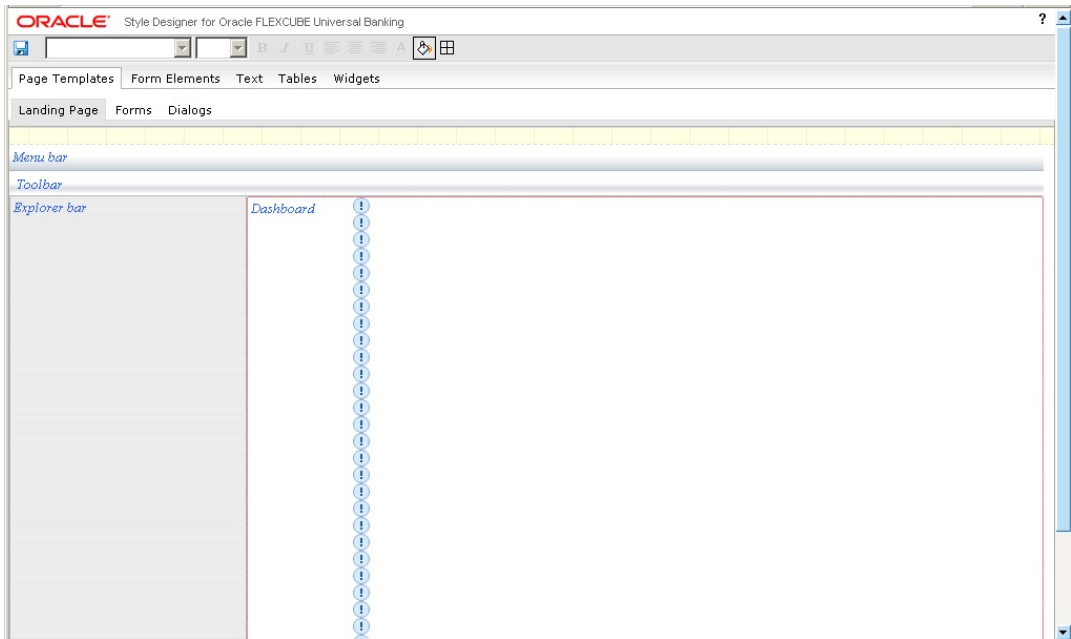 ORACLE® Style Designer for Oracle FLEXCUBE Universal Banking ?
B I U A
Page Templates Form Elements Text Tables Widgets
Landing Page Forms Dialogs
Menu bar
Toolbar
Explorer bar Dashboard